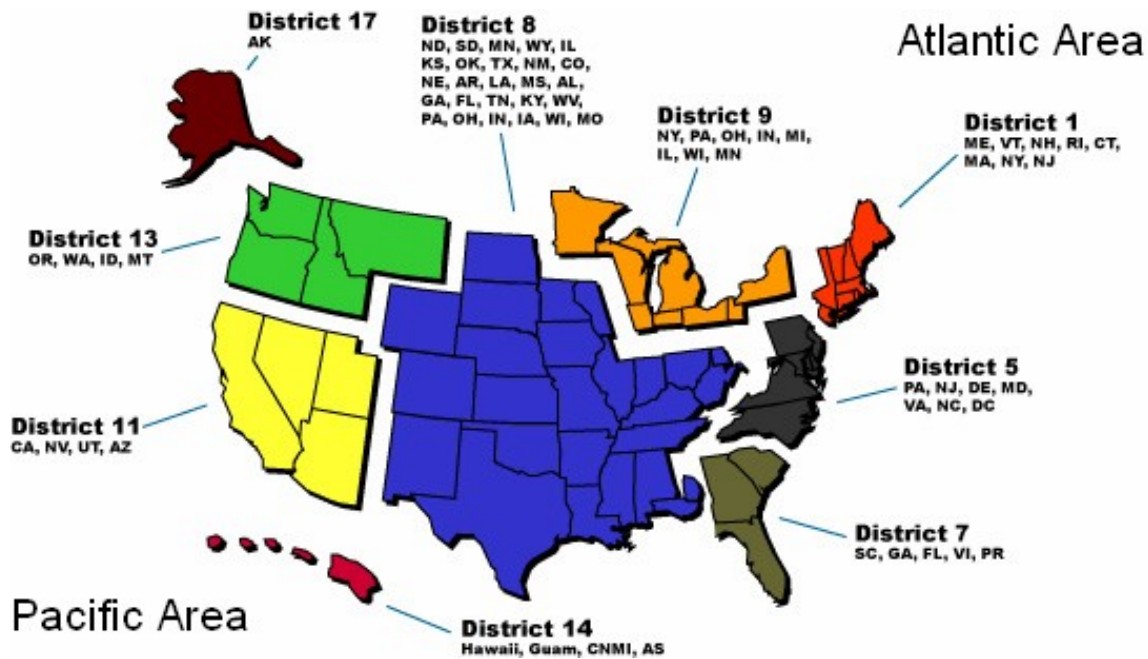 District 17
AK
District 8
ND, SD, MN, WY, IL
KS, OK, TX, NM, CO,
NE, AR, LA, MS, AL,
GA, FL, TN, KY, WV,
PA, OH, IN, IA, WI, MO
Atlantic Area
District 9
NY, PA, OH, IN, MI,
IL, WI, MN
District 1
ME, VT, NH, RI, CT,
MA, NY, NJ
District 13
OR, WA, ID, MT
District 5
PA, NJ, DE, MD,
VA, NC, DC
District 11
CA, NV, UT, AZ
District 7
SC, GA, FL, VI, PR
Pacific Area
District 14
Hawaii, Guam, CNMI, AS